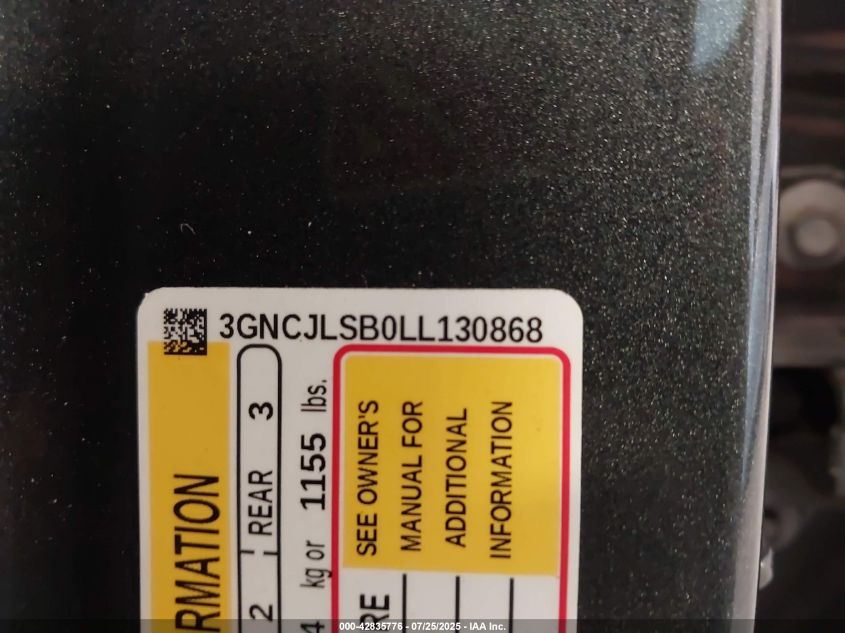 3GNCJLSB0LL130868
RMATION
2 REAR 3
4 kg or 1155 lbs.
SEE OWNER'S
MANUAL FOR
ADDITIONAL
INFORMATION
RE
000-42835776 - 07/25/2025 - IAA Inc.